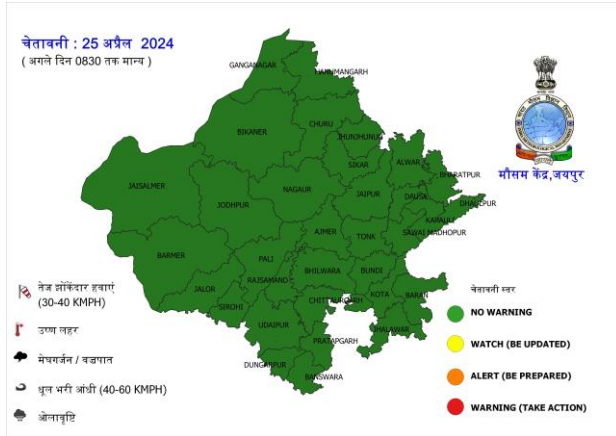 चेतावनी : 25 अप्रैल 2024
( अगले दिन 0830 तक मान्य )
GANGANAGAR
HANUMANGARH
CHURU
BIKANER
JHUNJHUNU
SIKAR
ALWAR
BHARATPUR
मौसम केंद्र,जयपुर
JAISALMER
NAGAUR
JAIPUR
DAUSA
DHAULPUR
JODHPUR
KARAULI
AJMER
TONK
SAWAI MADHOPUR
BARMER
PALI
BHILWARA
BUNDI
JALOR
RAJSAMAND
SIROHI
CHITTAURGARH
KOTA
BARAN
UDAIPUR
JHALAWAR
PRATAPGARH
DUNGARPUR
BANSWARA
तेज झोंकेदार हवाएं
(30-40 KMPH)
उष्ण लहर
मेघगर्जन / वज्रपात
धूल भरी आंधी (40-60 KMPH)
ओलावृष्टि
चेतावनी स्तर
NO WARNING
WATCH (BE UPDATED)
ALERT (BE PREPARED)
WARNING (TAKE ACTION)